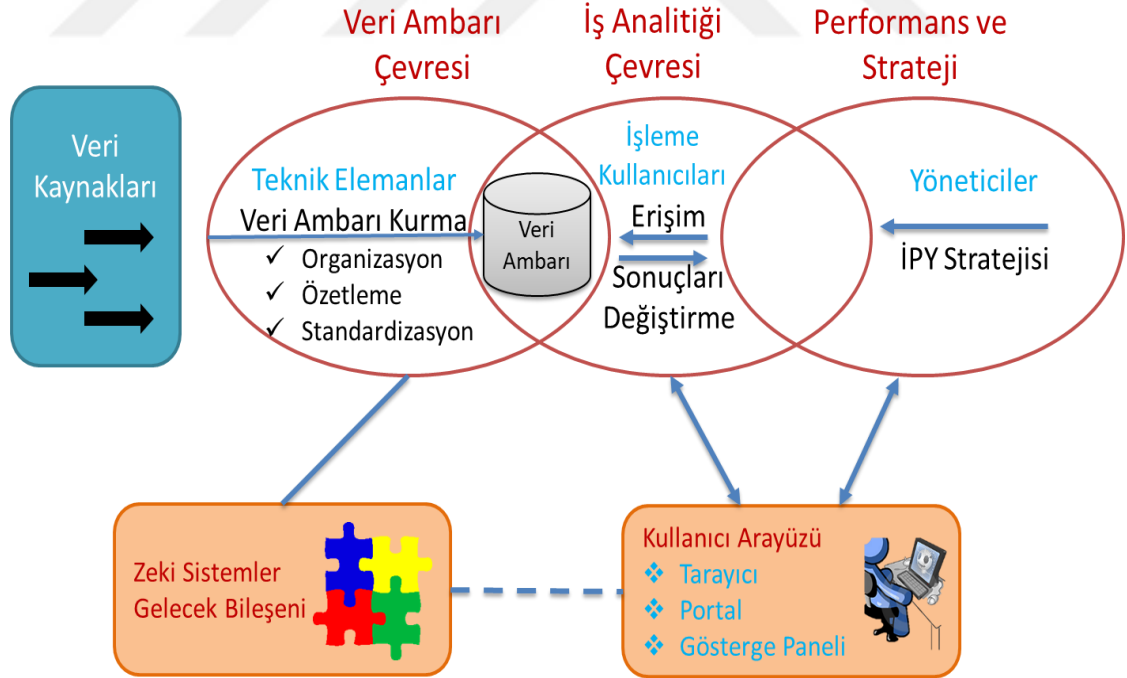 Veri Ambarı
Çevresi
İş Analitiği
Çevresi
Performans ve
Strateji
Veri
Kaynakları
Teknik Elemanlar
Veri Ambarı Kurma
✓ Organizasyon
✓ Özetleme
✓ Standardizasyon
Veri
Ambarı
İşleme
Kullanıcıları
Erişim
Sonuçları
Değiştirme
Yöneticiler
İPY Stratejisi
Zeki Sistemler
Gelecek Bileşeni
Kullanıcı Arayüzü
❖ Tarayıcı
❖ Portal
❖ Gösterge Paneli